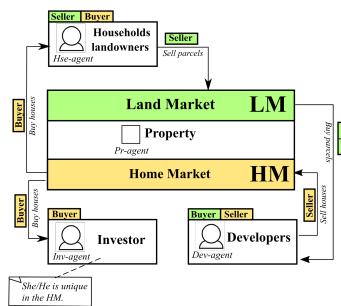 Seller Buyer
Households
landowners
Hse-agent
Seller
Sell parcels
Buyer
Buy houses
Land Market LM
Property
Pr-agent
Home Market HM
Buy parcels
Buyer
Buy houses
Seller
Sell houses
Buyer
Investor
Inv-agent
Buyer Seller
Developers
Dev-agent
She/He is unique
in the HM.